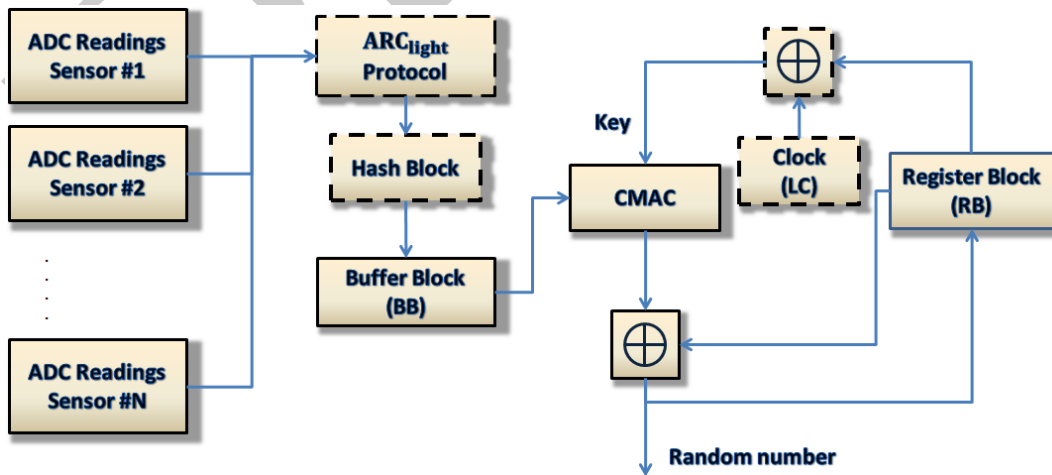 ADC Readings
Sensor #1
ADC Readings
Sensor #2
ADC Readings
Sensor #N
ARClight
Protocol
Hash Block
Buffer Block
(BB)
Key
CMAC
Clock
(LC)
Register Block
(RB)
Random number